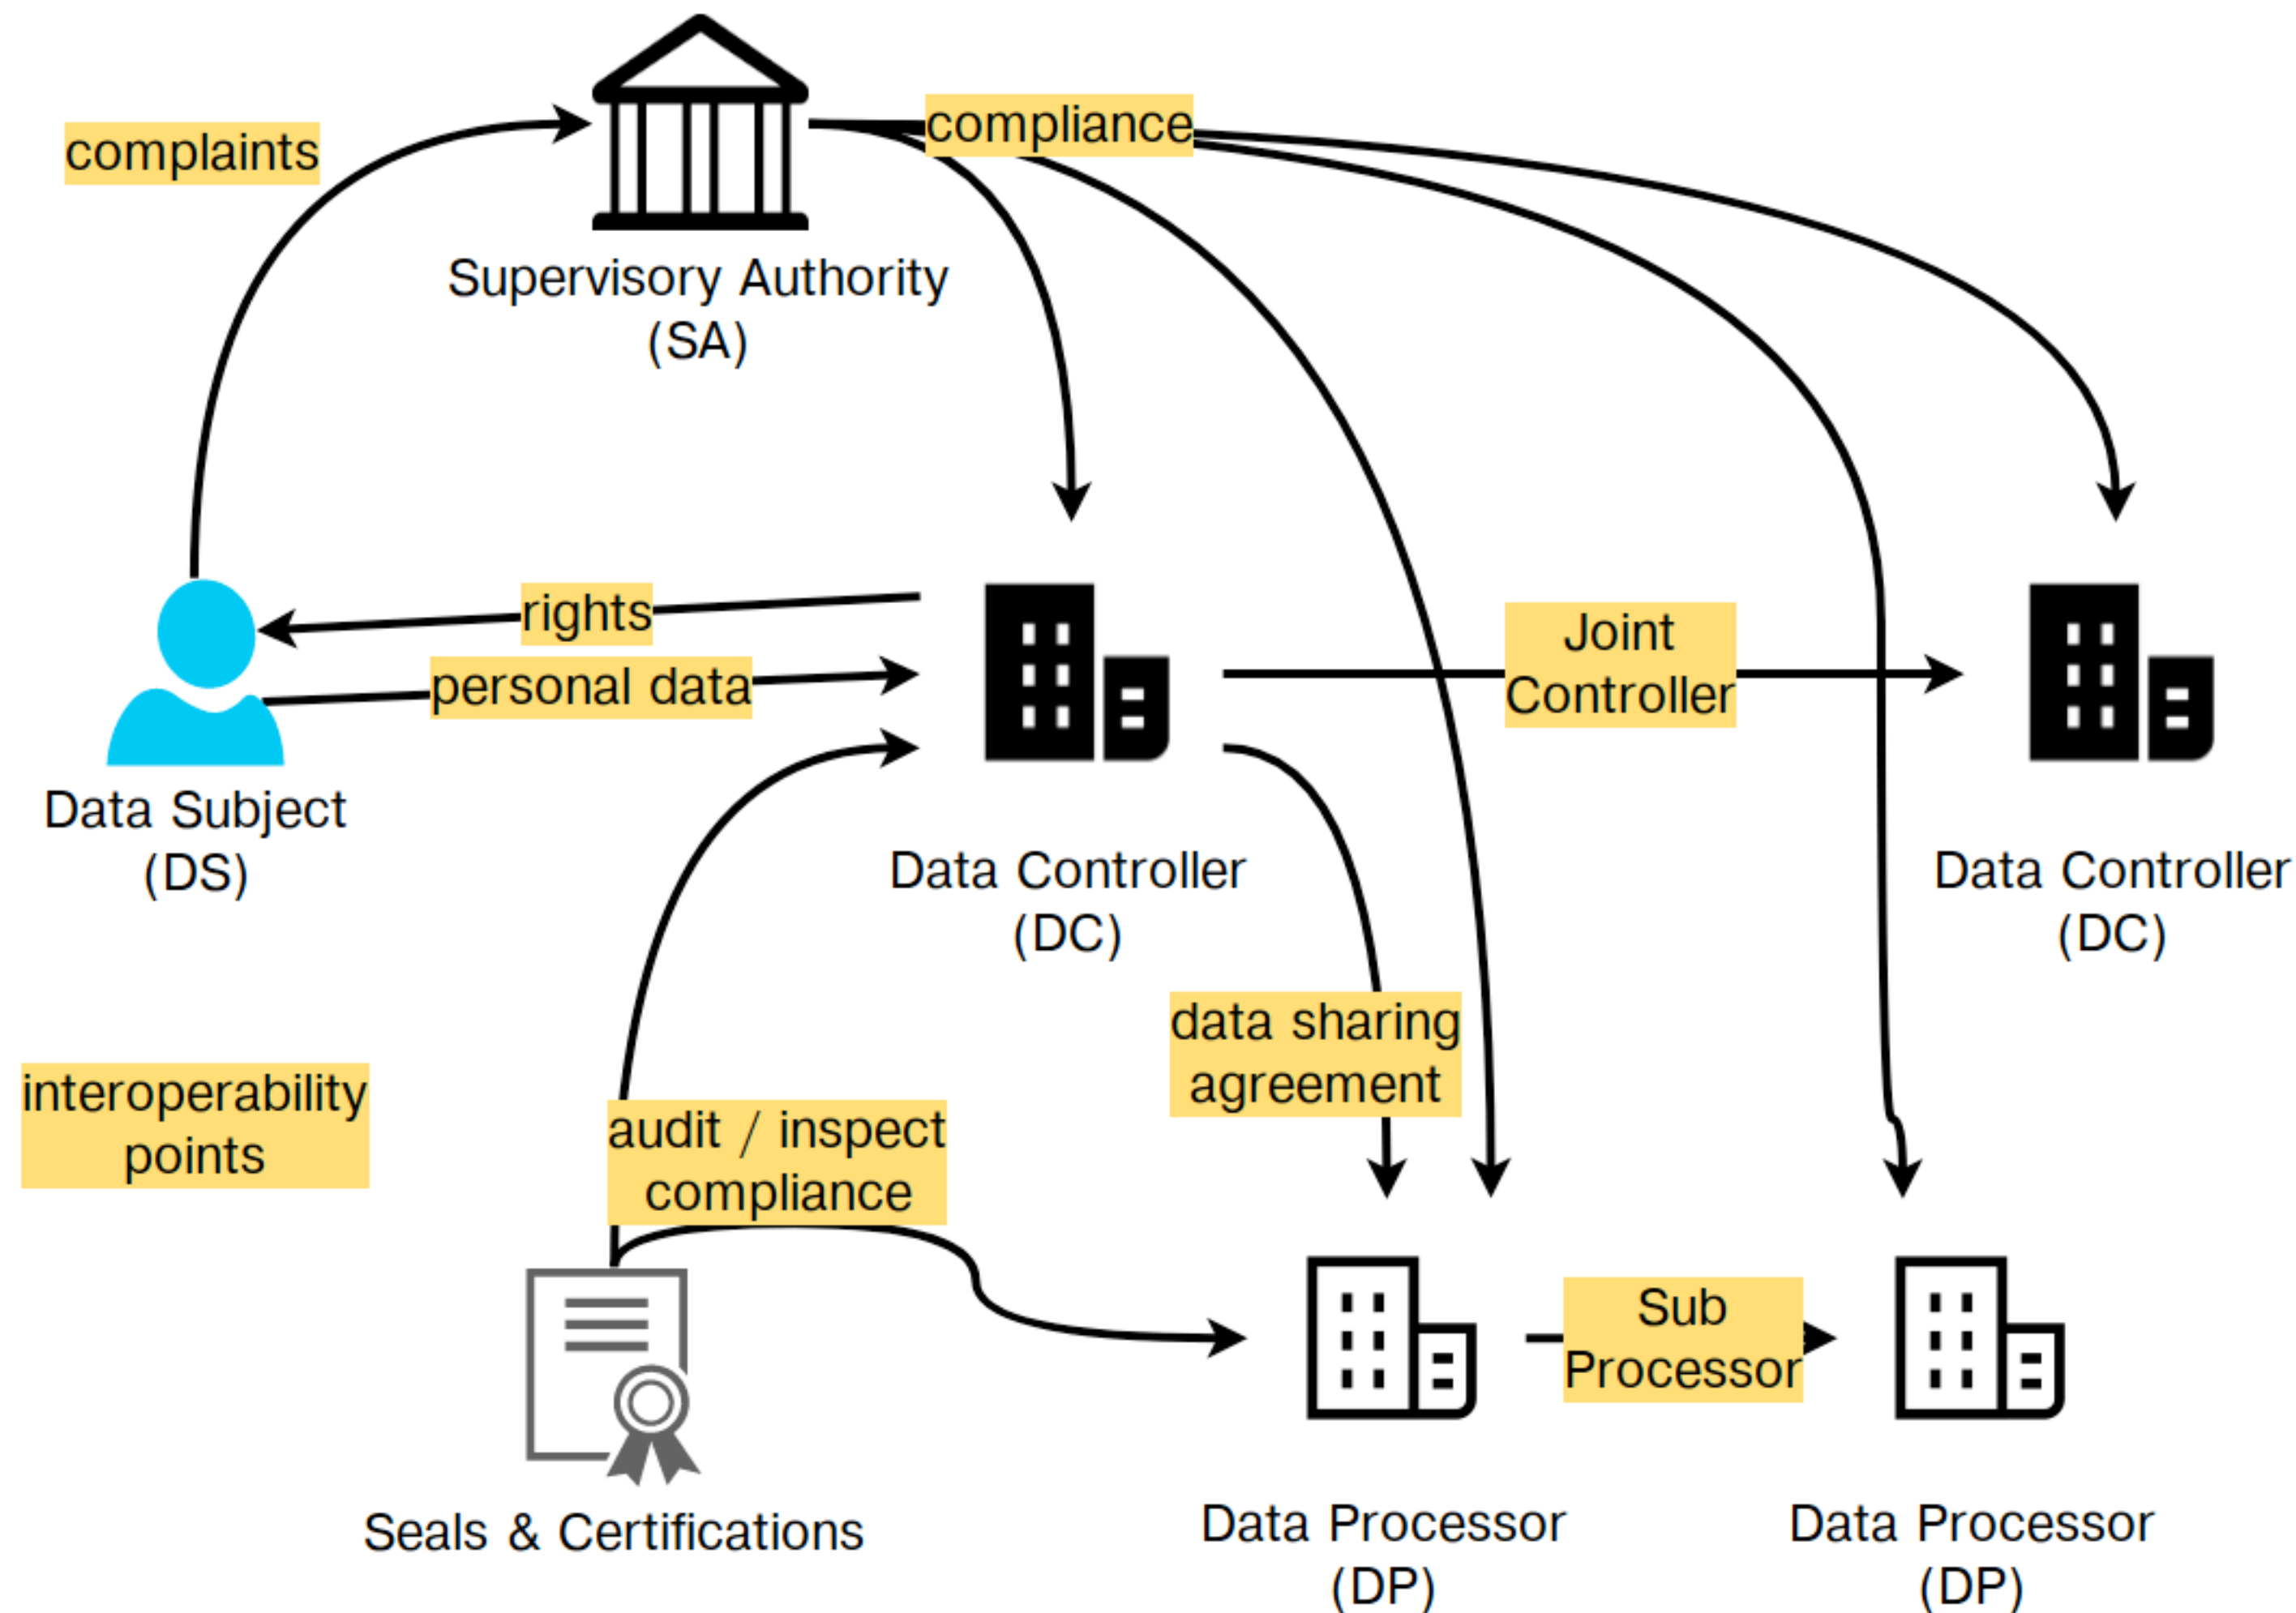 complaints
compliance
Supervisory Authority
(SA)
rights
personal data
Joint
Controller
Data Subject
(DS)
Data Controller
(DC)
Data Controller
(DC)
data sharing
agreement
interoperability
points
audit / inspect
compliance
Sub
Processor
Seals & Certifications
Data Processor
(DP)
Data Processor
(DP)